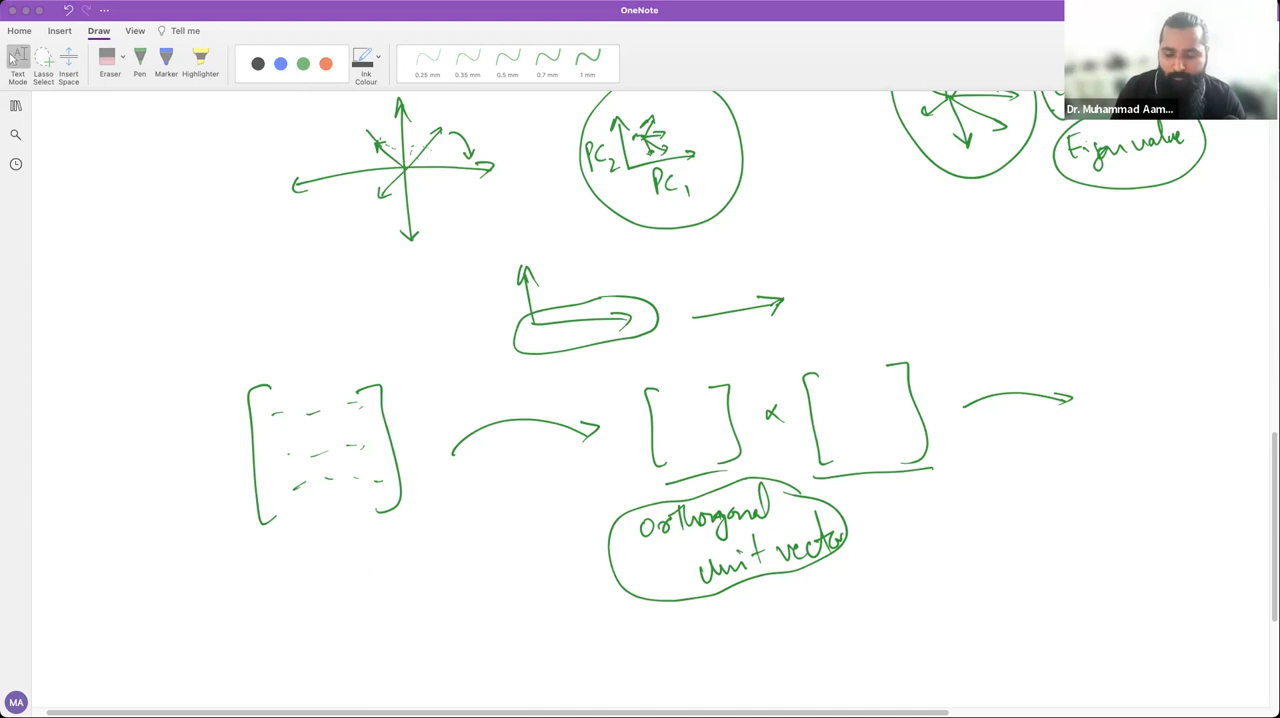 OneNote
Home
Insert
Draw
View
Tell me
Text Mode
Lasso Select
Insert Space
Eraser
Pen
Marker
Highlighter
Ink Colour
0.25 mm
0.35 mm
0.5 mm
0.7 mm
1 mm
Dr. Muhammad Aam...
PC2
PC1
Eigen value
Orthogonal
unit vector
MA